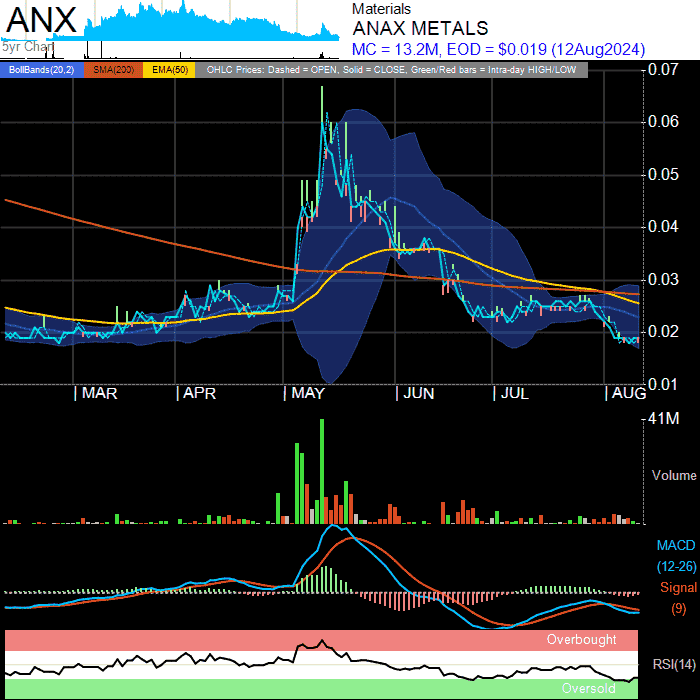 ANX
5yr Chart
Materials
ANAX METALS
MC = 13.2M, EOD = $0.019 (12Aug2024)
BollBands(20,2) SMA(200) EMA(50) OHLC Prices: Dashed = OPEN, Solid = CLOSE, Green/Red bars = Intra-day HIGH/LOW
0.07
0.06
0.05
0.04
0.03
0.02
0.01
MAR APR MAY JUN JUL AUG
41M
Volume
MACD
(12-26)
Signal
(9)
Overbought
RSI(14)
Oversold